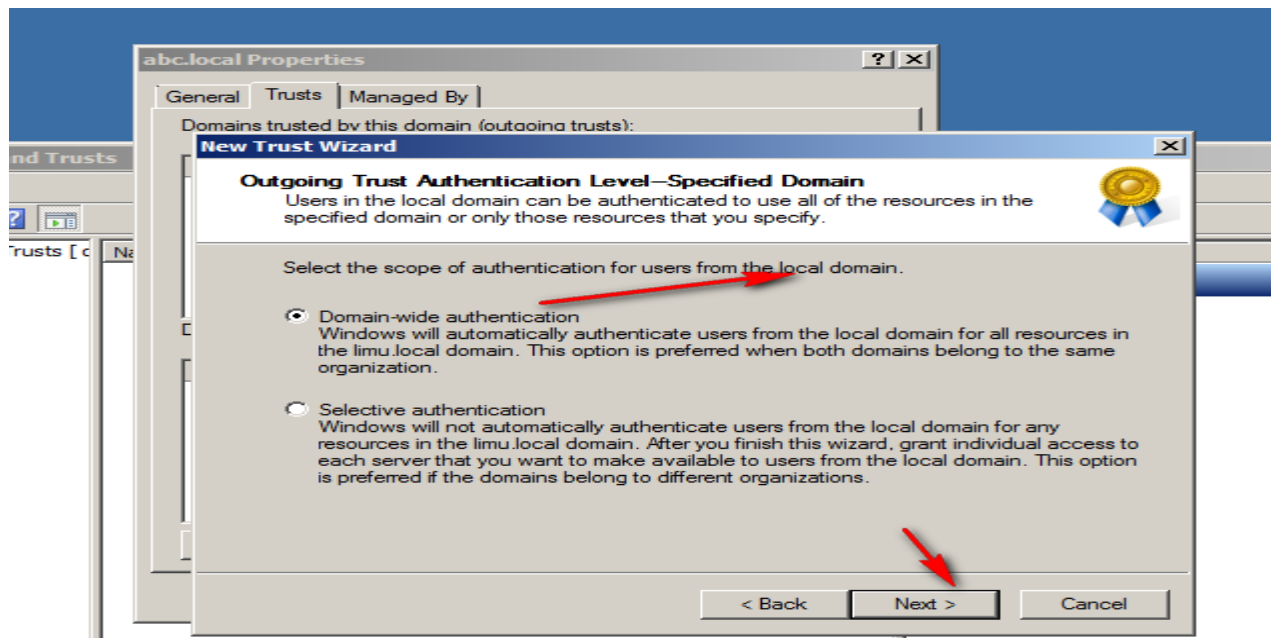 abc.local Properties
General Trusts Managed By
Domains trusted by this domain (outgoing trusts):
nd Trusts
New Trust Wizard
Outgoing Trust Authentication Level–Specified Domain
Users in the local domain can be authenticated to use all of the resources in the
specified domain or only those resources that you specify.
Trusts [ c Na
Select the scope of authentication for users from the local domain.
Domain-wide authentication
Windows will automatically authenticate users from the local domain for all resources in
the limu.local domain. This option is preferred when both domains belong to the same
organization.
Selective authentication
Windows will not automatically authenticate users from the local domain for any
resources in the limu.local domain. After you finish this wizard, grant individual access to
each server that you want to make available to users from the local domain. This option
is preferred if the domains belong to different organizations.
< Back Next > Cancel